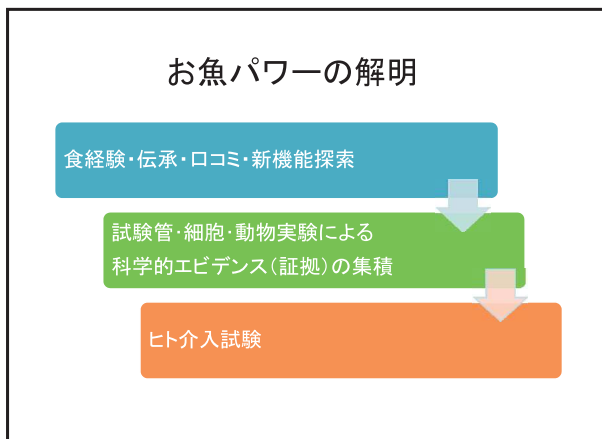 お魚パワーの解明
食経験・伝承・口コミ・新機能探索
試験管・細胞・動物実験による
科学的エビデンス（証拠）の集積
ヒト介入試験